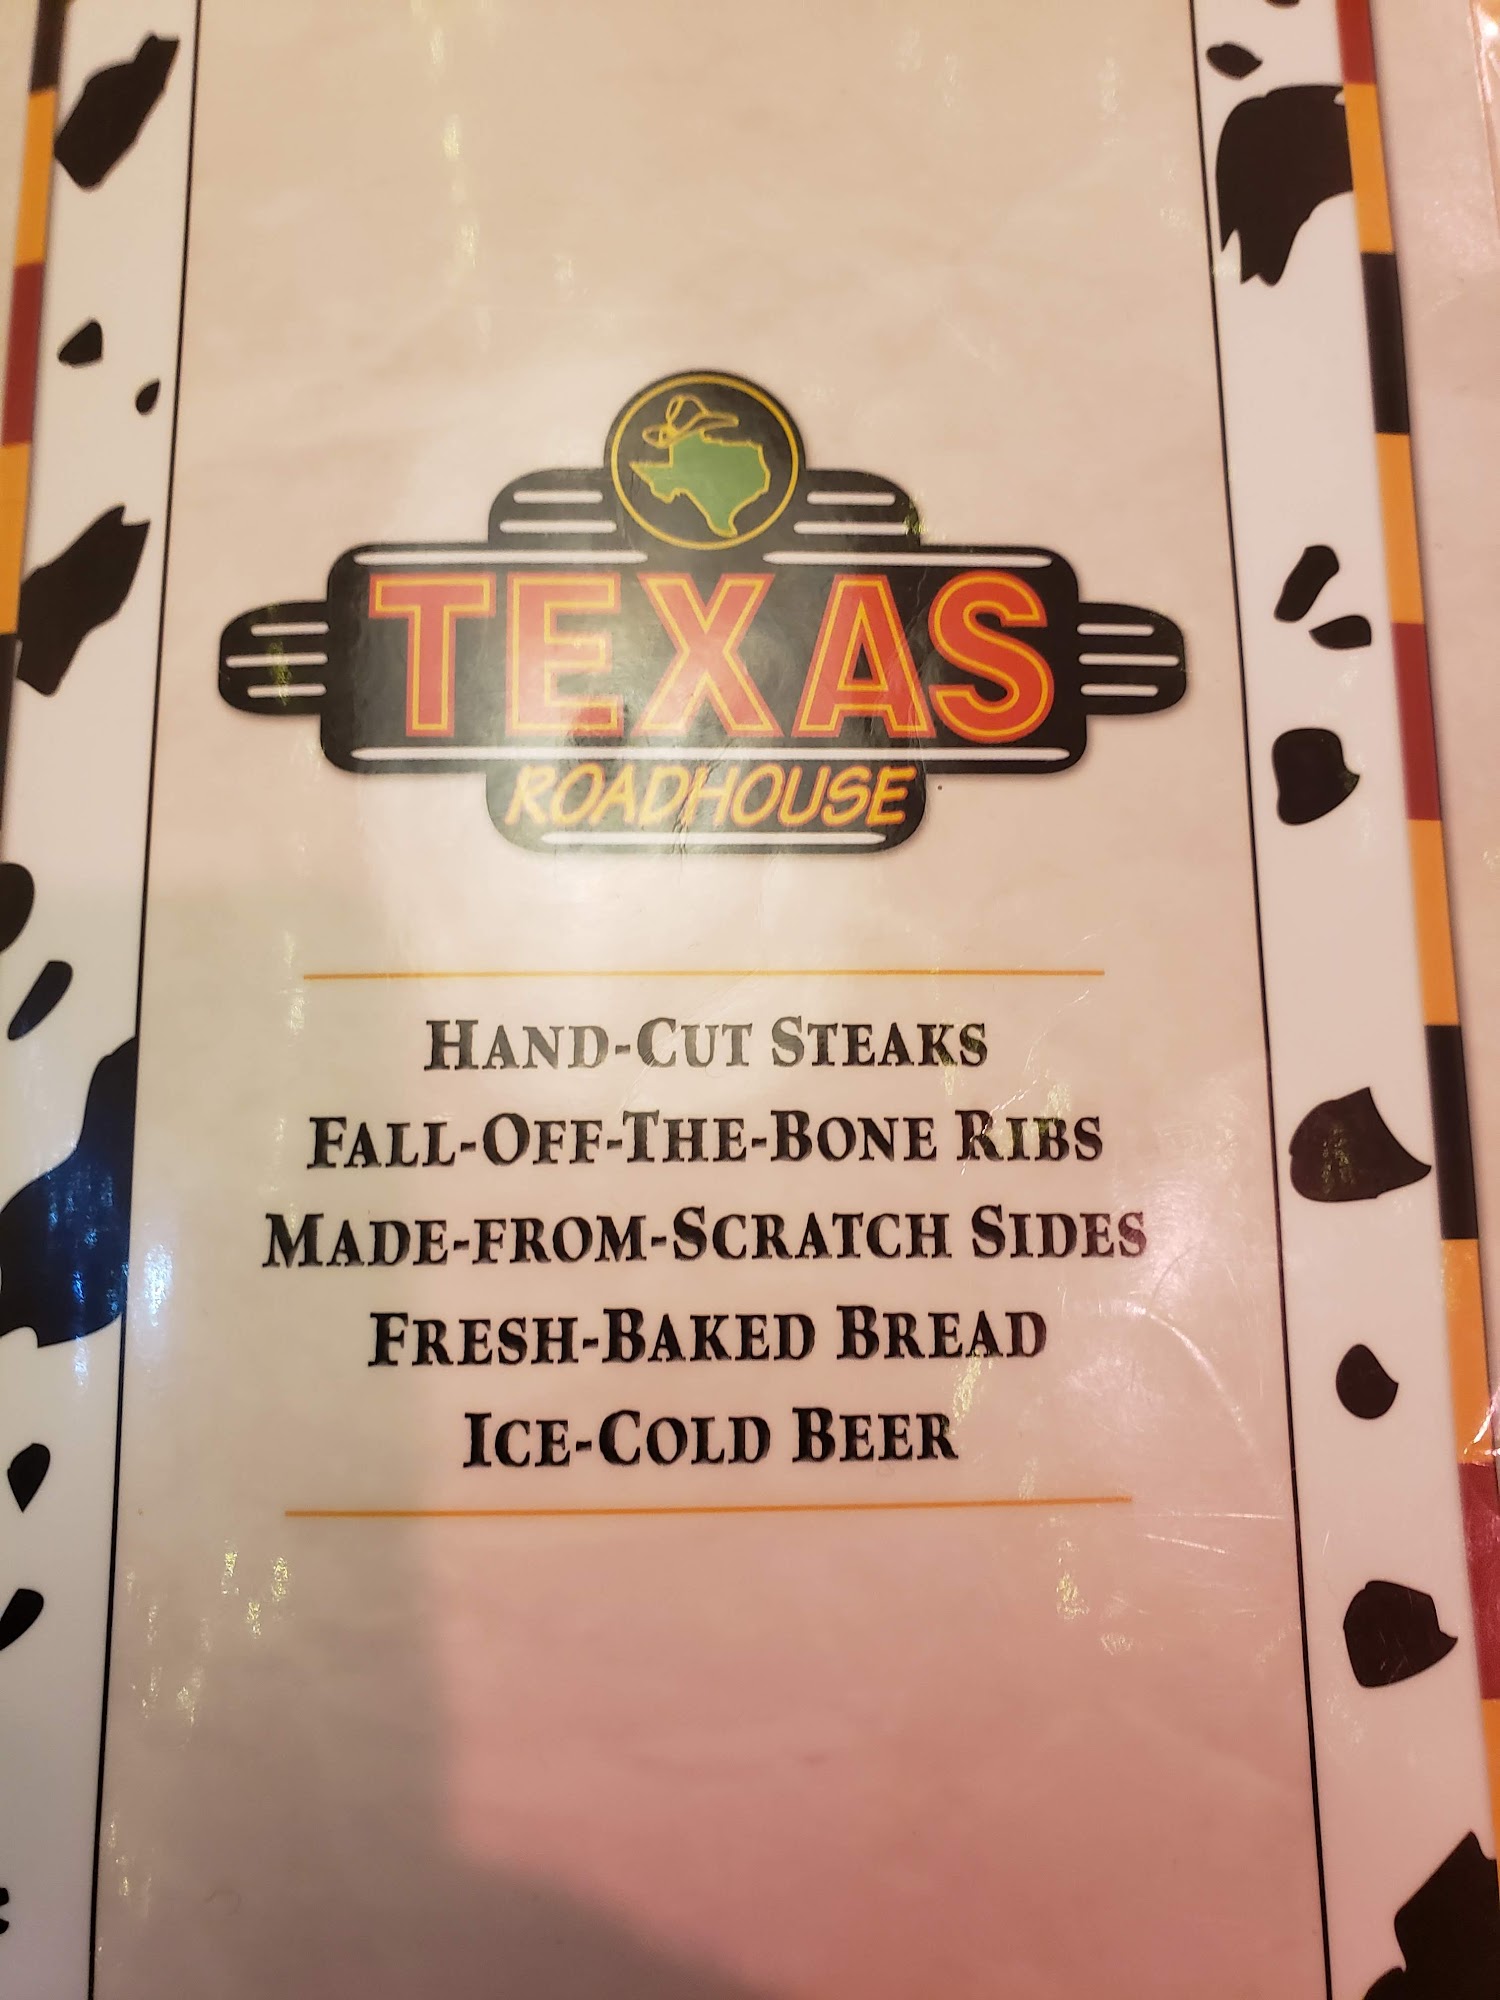 TEXAS
ROADHOUSE
HAND-CUT STEAKS
FALL-OFF-THE-BONE RIBS
MADE-FROM-SCRATCH SIDES
FRESH-BAKED BREAD
ICE-COLD BEER